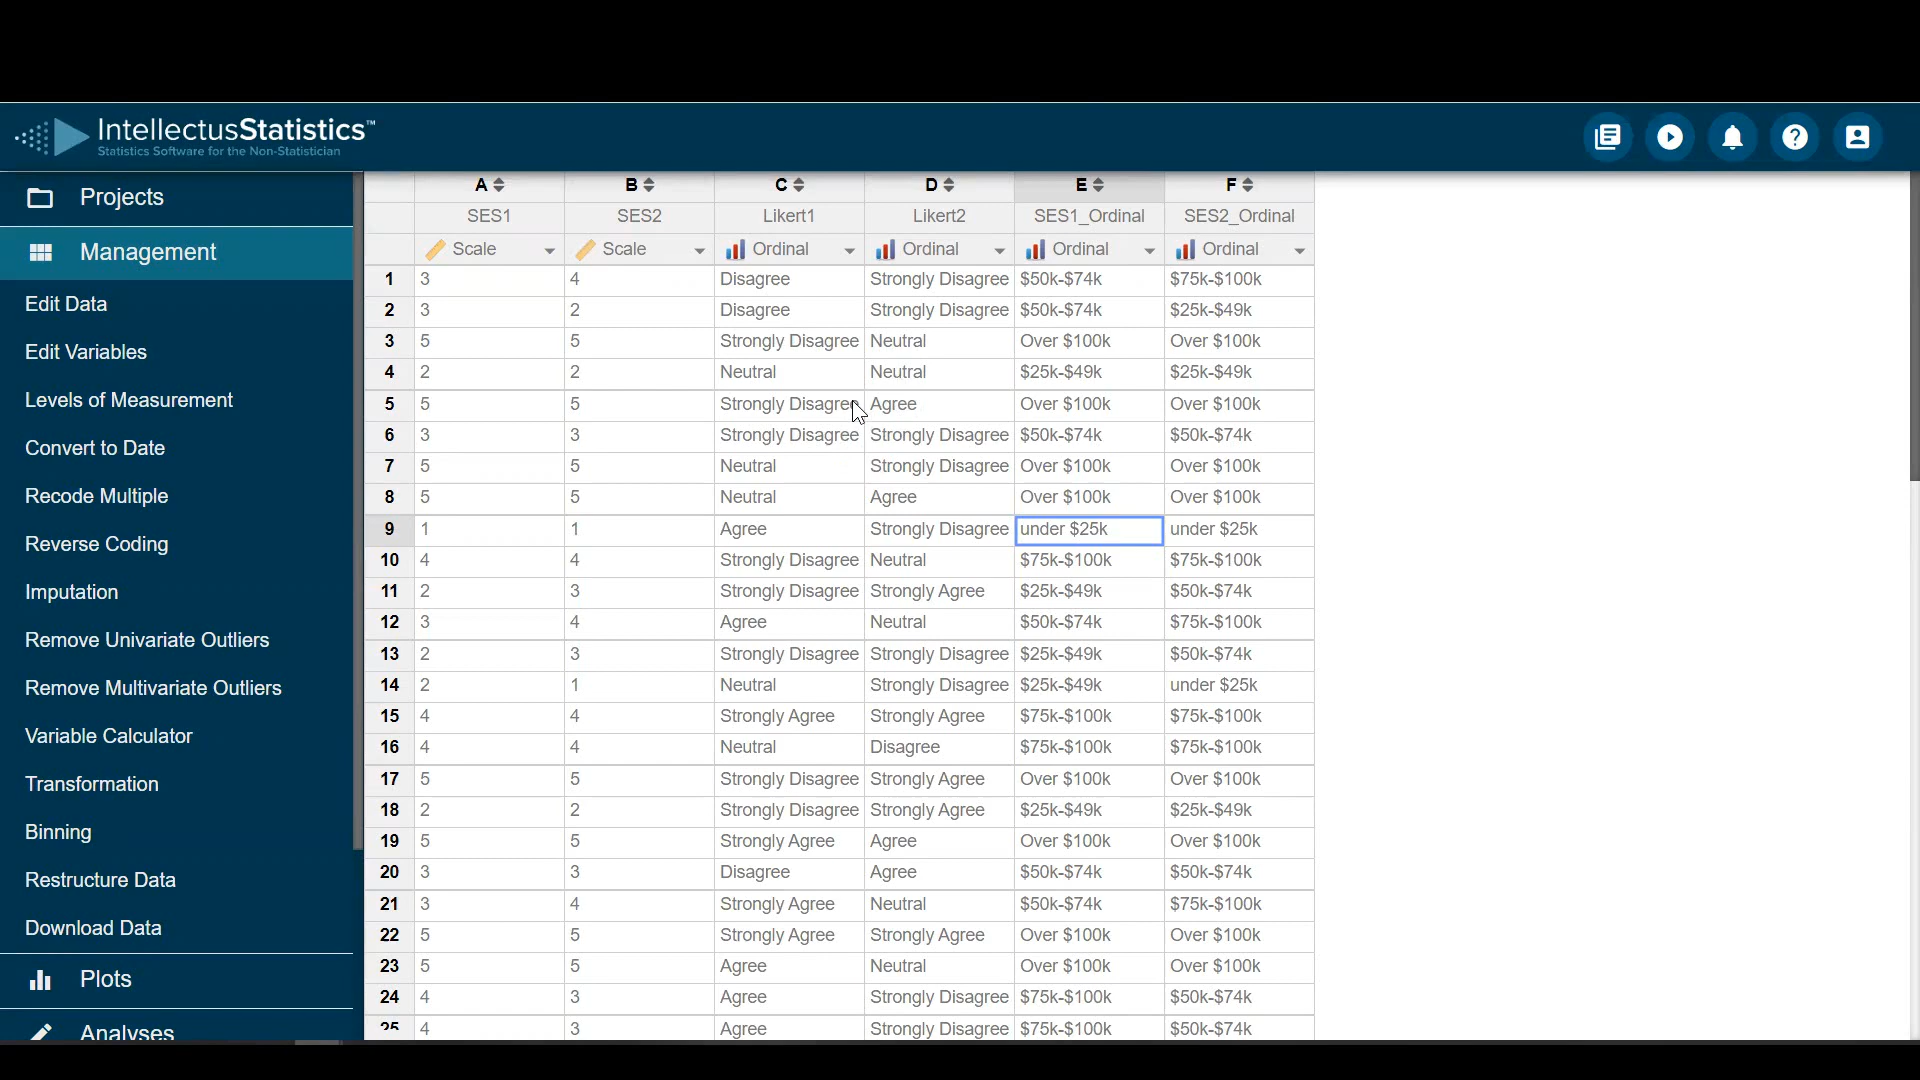 IntellectusStatistics™
Statistics Software for the Non-Statistician
Projects
Management
Edit Data
Edit Variables
Levels of Measurement
Convert to Date
Recode Multiple
Reverse Coding
Imputation
Remove Univariate Outliers
Remove Multivariate Outliers
Variable Calculator
Transformation
Binning
Restructure Data
Download Data
Plots
Analyses
A B C D E F
SES1 SES2 Likert1 Likert2 SES1_Ordinal SES2_Ordinal
Scale Scale Ordinal Ordinal Ordinal Ordinal
1 3 4 Disagree Strongly Disagree $50k-$74k $75k-$100k
2 3 2 Disagree Strongly Disagree $50k-$74k $25k-$49k
3 5 5 Strongly Disagree Neutral Over $100k Over $100k
4 2 2 Neutral Neutral $25k-$49k $25k-$49k
5 5 5 Strongly Disagree Agree Over $100k Over $100k
6 3 3 Strongly Disagree Strongly Disagree $50k-$74k $50k-$74k
7 5 5 Neutral Strongly Disagree Over $100k Over $100k
8 5 5 Neutral Agree Over $100k Over $100k
9 1 1 Agree Strongly Disagree under $25k under $25k
10 4 4 Strongly Disagree Neutral $75k-$100k $75k-$100k
11 2 3 Strongly Disagree Strongly Agree $25k-$49k $50k-$74k
12 3 4 Agree Neutral $50k-$74k $75k-$100k
13 2 3 Strongly Disagree Strongly Disagree $25k-$49k $50k-$74k
14 2 1 Neutral Strongly Disagree $25k-$49k under $25k
15 4 4 Strongly Agree Strongly Agree $75k-$100k $75k-$100k
16 4 4 Neutral Disagree $75k-$100k $75k-$100k
17 5 5 Strongly Disagree Strongly Agree Over $100k Over $100k
18 2 2 Strongly Disagree Strongly Agree $25k-$49k $25k-$49k
19 5 5 Strongly Agree Agree Over $100k Over $100k
20 3 3 Disagree Agree $50k-$74k $50k-$74k
21 3 4 Strongly Agree Neutral $50k-$74k $75k-$100k
22 5 5 Strongly Agree Strongly Agree Over $100k Over $100k
23 5 5 Agree Neutral Over $100k Over $100k
24 4 3 Agree Strongly Disagree $75k-$100k $50k-$74k
25 4 3 Agree Strongly Disagree $75k-$100k $50k-$74k